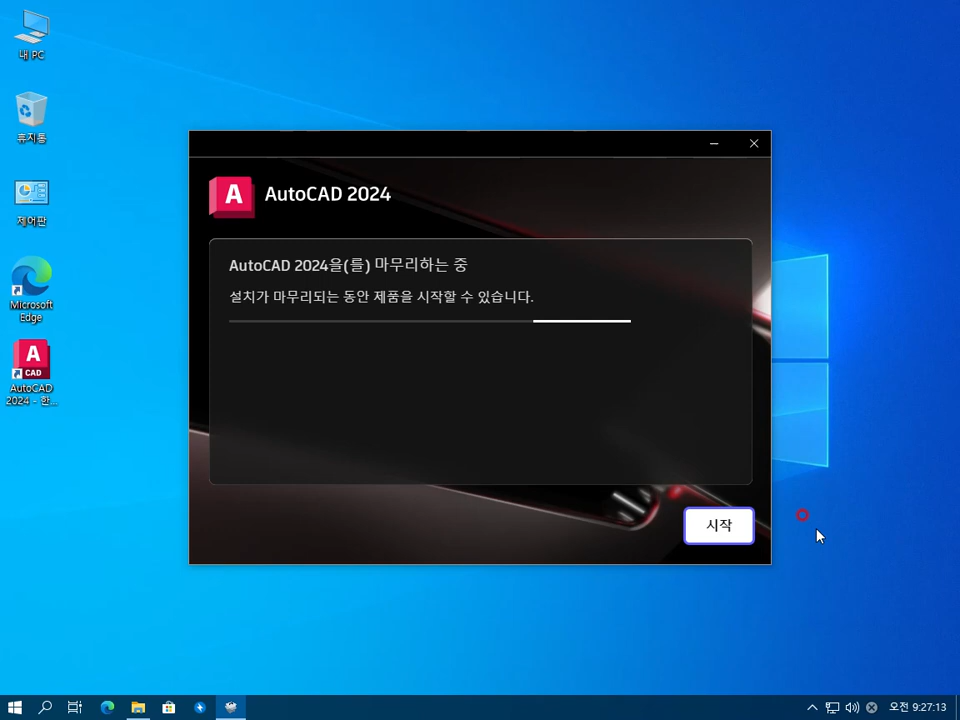 내 PC
휴지통
제어판
Microsoft
Edge
A
CAD
AutoCAD
2024 - 한...
A
AutoCAD 2024
AutoCAD 2024을(를) 마무리하는 중
설치가 마무리되는 동안 제품을 시작할 수 있습니다.
시작
오전 9:27:13